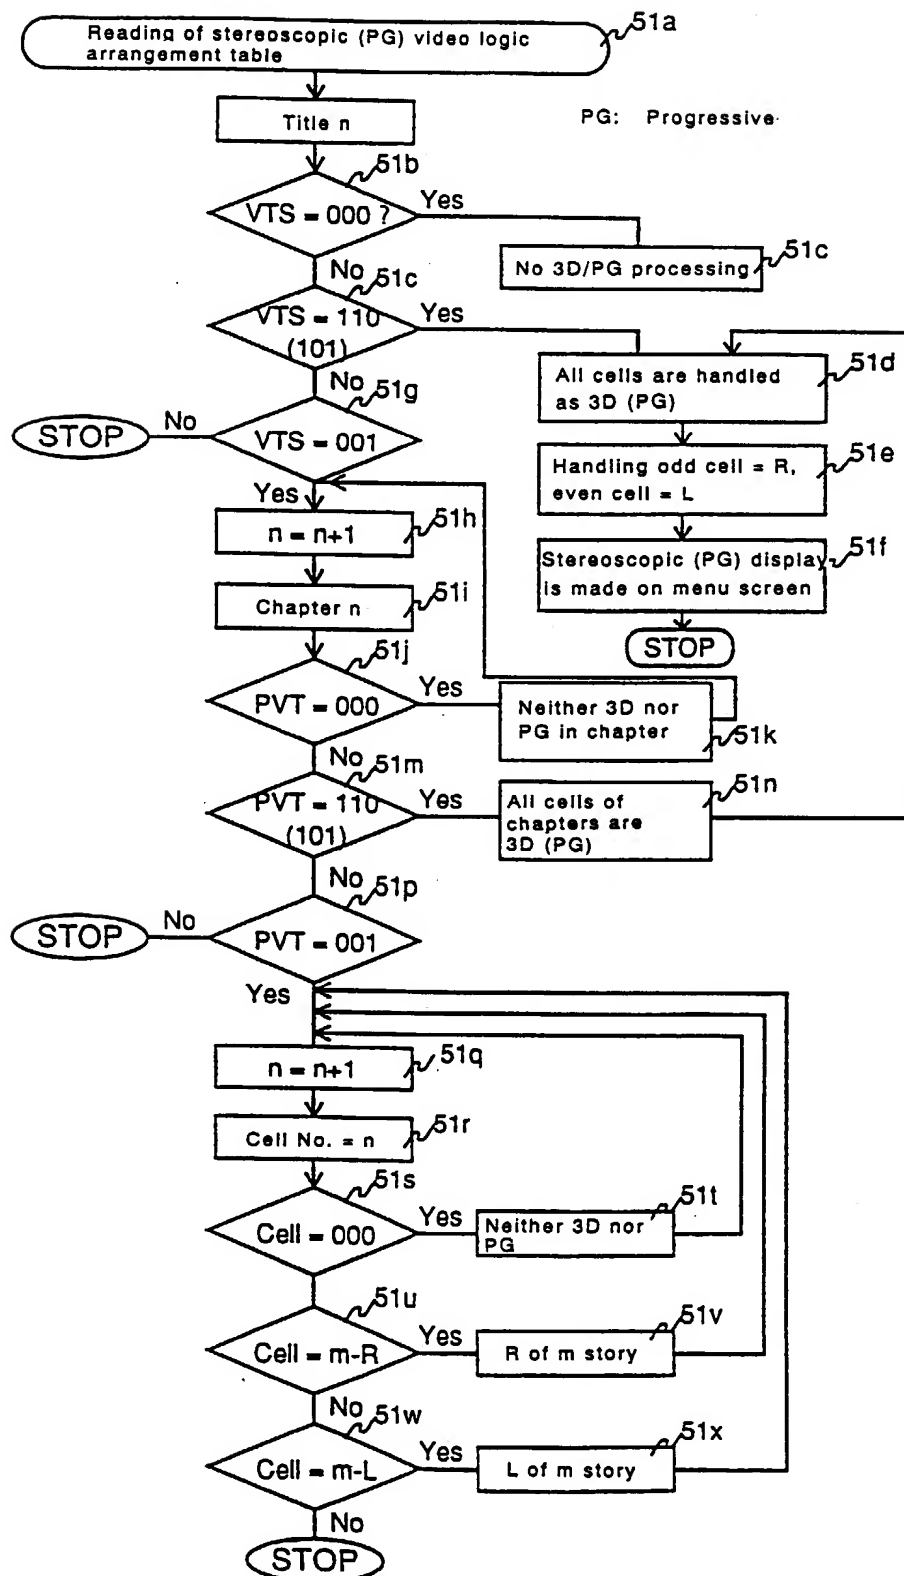 51a
Reading of stereoscopic (PG) video logic
arrangement table
Title n
PG: Progressive
51b
VTS = 000 ?
Yes
No
No 3D/PG processing
51c
51c
VTS = 110
(101)
Yes
No
All cells are handled
as 3D (PG)
51d
51g
VTS = 001
No
STOP
Yes
Handling odd cell = R,
even cell = L
51e
n = n+1
51h
Stereoscopic (PG) display
is made on menu screen
51f
STOP
Chapter n
51i
51j
PVT = 000
Yes
No
Neither 3D nor
PG in chapter
51k
51m
PVT = 110
(101)
Yes
No
All cells of
chapters are
3D (PG)
51n
51p
PVT = 001
No
STOP
Yes
n = n+1
51q
Cell No. = n
51r
51s
Cell = 000
Yes
Neither 3D nor
PG
51t
51u
Cell = m-R
Yes
No
R of m story
51v
51w
Cell = m-L
Yes
L of m story
51x
No
STOP